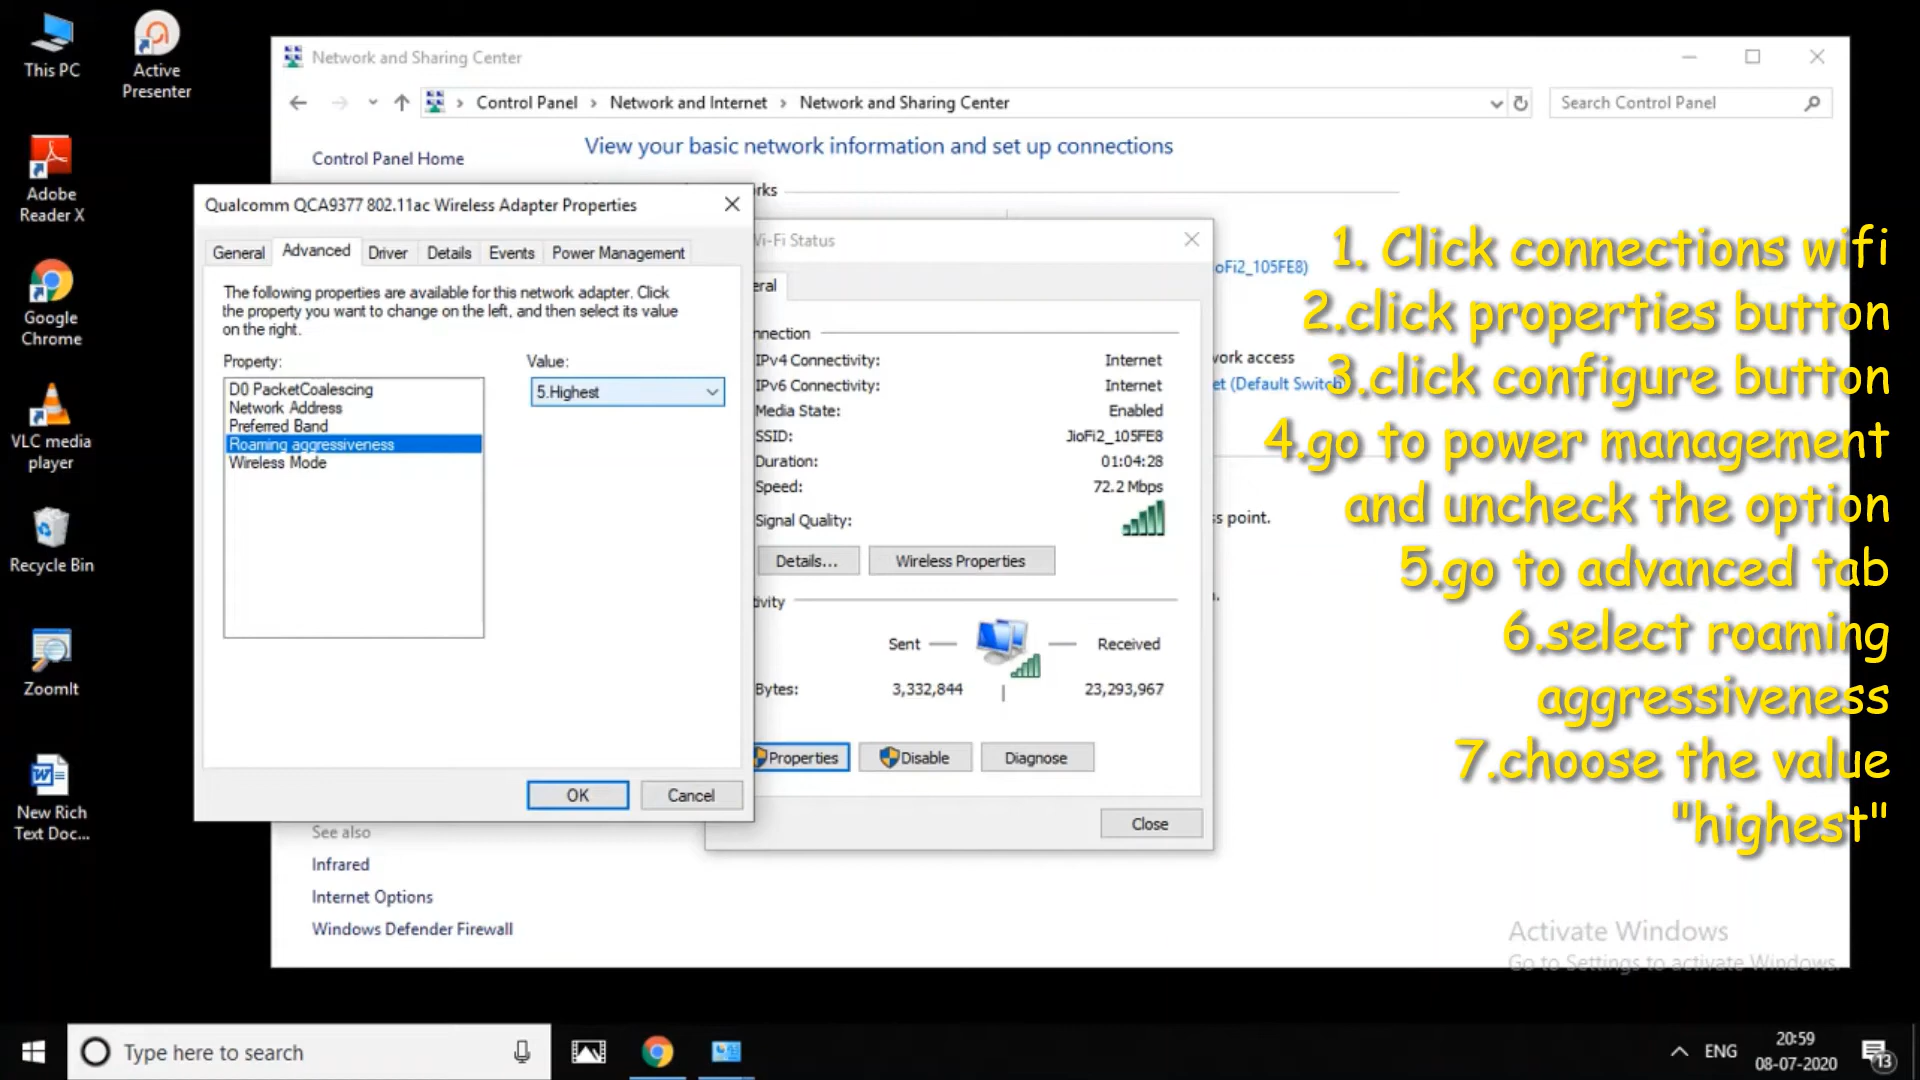 This PC
Active
Presenter
Adobe
Reader X
Google
Chrome
VLC media
player
Recycle Bin
ZoomIt
New Rich
Text Doc...
Network and Sharing Center
Control Panel
Network and Internet
Network and Sharing Center
Search Control Panel
Control Panel Home
View your basic network information and set up connections
rks
oFi2_105FE8)
work access
et (Default Switch
ss point.
See also
Infrared
Internet Options
Windows Defender Firewall
Qualcomm QCA9377 802.11ac Wireless Adapter Properties
General Advanced Driver Details Events Power Management
The following properties are available for this network adapter. Click
the property you want to change on the left, and then select its value
on the right.
Property:
Value:
D0 PacketCoalescing
Network Address
Preferred Band
Roaming aggressiveness
Wireless Mode
5.Highest
OK
Cancel
Wi-Fi Status
eral
nnection
IPv4 Connectivity: Internet
IPv6 Connectivity: Internet
Media State: Enabled
SSID: JioFi2_105FE8
Duration: 01:04:28
Speed: 72.2 Mbps
Signal Quality:
Details...
Wireless Properties
tivity
Sent
Received
Bytes: 3,332,844 23,293,967
Properties
Disable
Diagnose
Close
1. Click connections wifi
2.click properties button
3.click configure button
4.go to power management
and uncheck the option
5.go to advanced tab
6.select roaming
aggressiveness
7.choose the value
"highest"
Activate Windows
Go to Settings to activate Windows.
Type here to search
ENG
20:59
08-07-2020
13